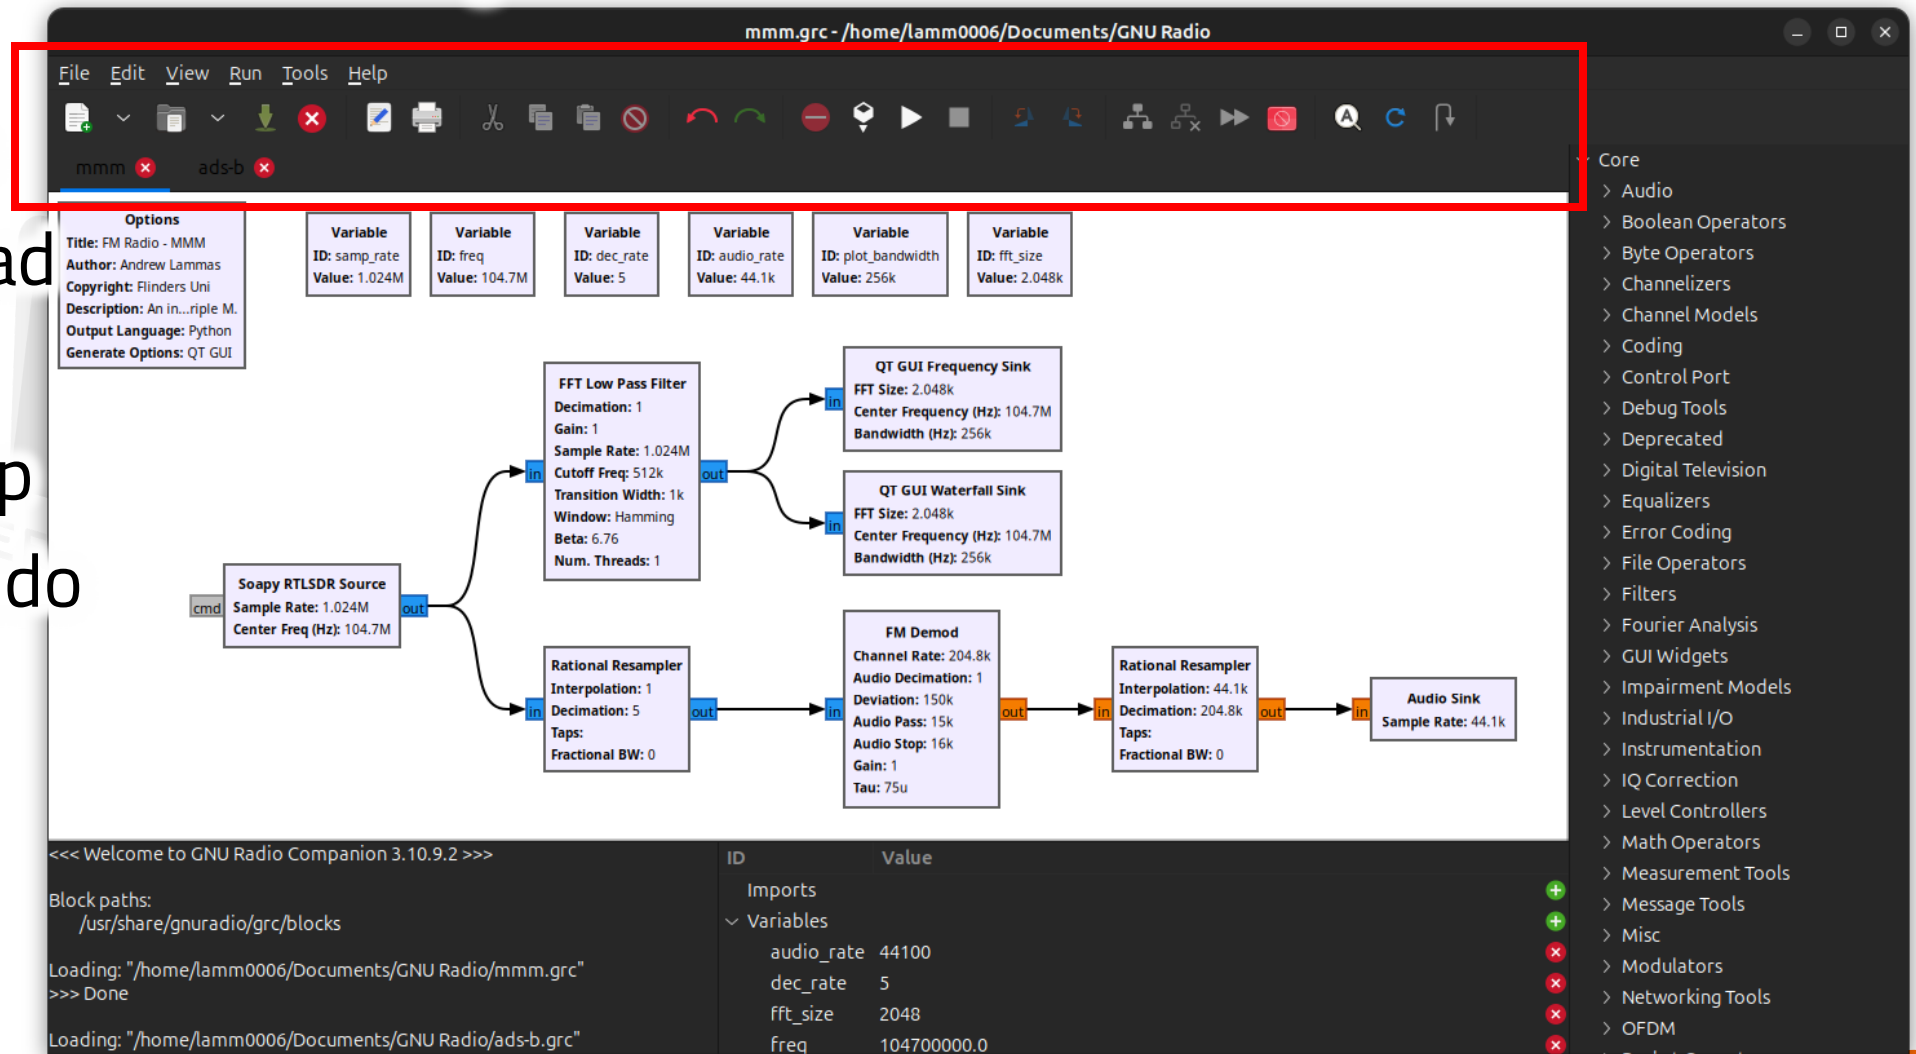 mmm.grc - /home/lamm0006/Documents/GNU Radio
File Edit View Run Tools Help
mmm
ads-b
Options
Title: FM Radio - MMM
Author: Andrew Lammas
Copyright: Flinders Uni
Description: An in...riple M.
Output Language: Python
Generate Options: QT GUI
Variable
ID: samp_rate
Value: 1.024M
Variable
ID: freq
Value: 104.7M
Variable
ID: dec_rate
Value: 5
Variable
ID: audio_rate
Value: 44.1k
Variable
ID: plot_bandwidth
Value: 256k
Variable
ID: fft_size
Value: 2.048k
ad
p
do
FFT Low Pass Filter
Decimation: 1
Gain: 1
Sample Rate: 1.024M
Cutoff Freq: 512k
Transition Width: 1k
Window: Hamming
Beta: 6.76
Num. Threads: 1
in
out
QT GUI Frequency Sink
FFT Size: 2.048k
Center Frequency (Hz): 104.7M
Bandwidth (Hz): 256k
in
QT GUI Waterfall Sink
FFT Size: 2.048k
Center Frequency (Hz): 104.7M
Bandwidth (Hz): 256k
in
Soapy RTLSDR Source
Sample Rate: 1.024M
Center Freq (Hz): 104.7M
cmd
out
Rational Resampler
Interpolation: 1
Decimation: 5
Taps:
Fractional BW: 0
in
out
FM Demod
Channel Rate: 204.8k
Audio Decimation: 1
Deviation: 150k
Audio Pass: 15k
Audio Stop: 16k
Gain: 1
Tau: 75u
in
out
Rational Resampler
Interpolation: 44.1k
Decimation: 204.8k
Taps:
Fractional BW: 0
in
out
Audio Sink
Sample Rate: 44.1k
in
<<< Welcome to GNU Radio Companion 3.10.9.2 >>>
Block paths:
/usr/share/gnuradio/grc/blocks
Loading: "/home/lamm0006/Documents/GNU Radio/mmm.grc"
>>> Done
Loading: "/home/lamm0006/Documents/GNU Radio/ads-b.grc"
ID Value
Imports
Variables
audio_rate 44100
dec_rate 5
fft_size 2048
freq 104700000.0
Core
Audio
Boolean Operators
Byte Operators
Channelizers
Channel Models
Coding
Control Port
Debug Tools
Deprecated
Digital Television
Equalizers
Error Coding
File Operators
Filters
Fourier Analysis
GUI Widgets
Impairment Models
Industrial I/O
Instrumentation
IQ Correction
Level Controllers
Math Operators
Measurement Tools
Message Tools
Misc
Modulators
Networking Tools
OFDM